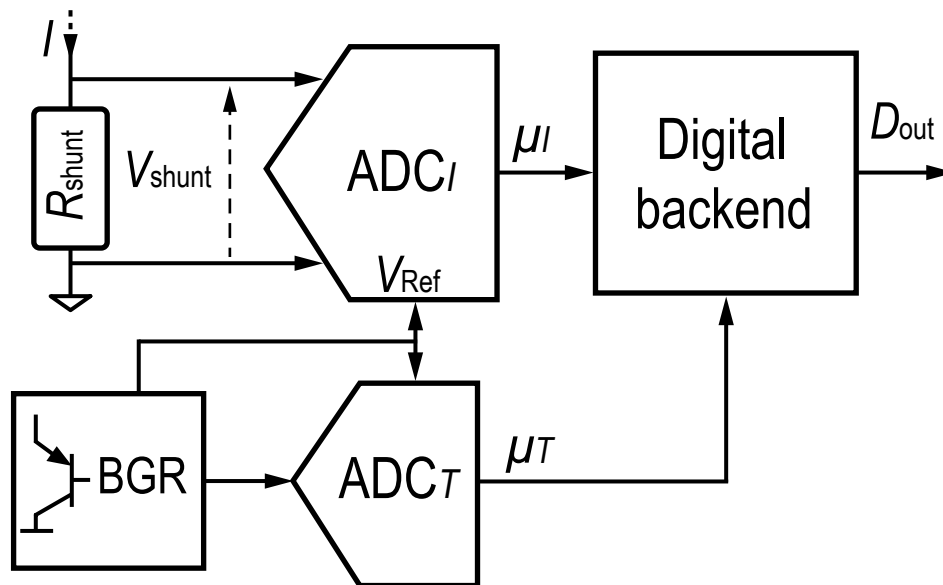 I
Rshunt
Vshunt
ADCI
VRef
μI
Digital
backend
Dout
BGR
ADCT
μT